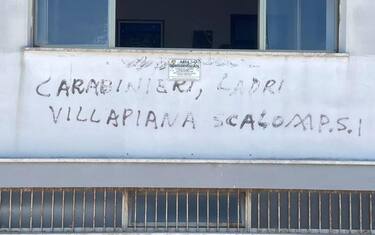 CARABINIERI, LADRI
VILLAPIANA SCALO M.P.S.I